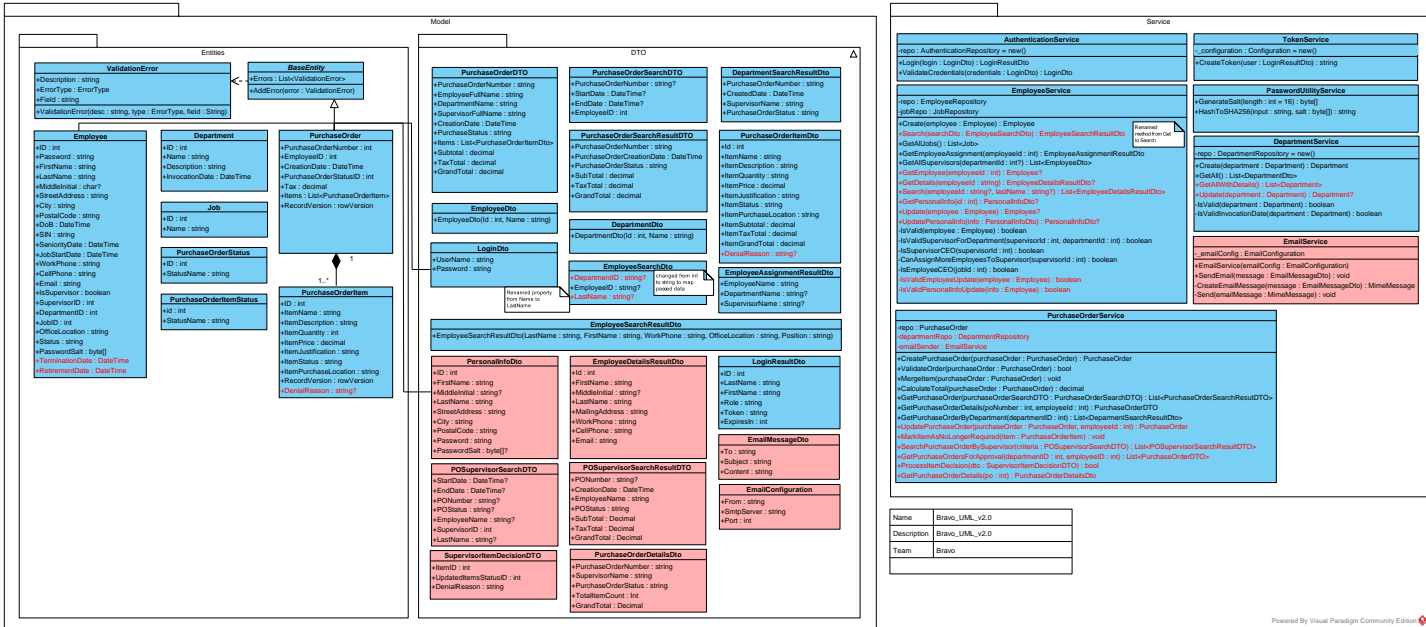 Model
Entities
ValidationError
+Description : string
+ErrorType : ErrorType
+Field : string
+ValidationError(desc : string, type : ErrorType, field : String)
BaseEntity
+Errors : List<ValidationError>
+AddError(error : ValidationError)
Employee
+ID : int
+Password : string
+FirstName : string
+LastName : string
+MiddleInitial : char?
+StreetAddress : string
+City : string
+PostalCode : string
+DoB : DateTime
+SIN : string
+SeniorityDate : DateTime
+JobStartDate : DateTime
+WorkPhone : string
+CellPhone : string
+Email : string
+IsSupervisor : boolean
+SupervisorID : int
+DepartmentID : int
+JobID : int
+OfficeLocation : string
+Status : string
+PasswordSalt : byte[]
+TerminationDate : DateTime
+RetirementDate : DateTime
Department
+ID : int
+Name : string
+Description : string
+InvocationDate : DateTime
Job
+ID : int
+Name : string
PurchaseOrderStatus
+ID : int
+StatusName : string
PurchaseOrderItemStatus
+id : int
+StatusName : string
PurchaseOrder
+PurchaseOrderNumber : int
+EmployeeID : int
+CreationDate : DateTime
+PurchaseOrderStatusID : int
+Tax : decimal
+Items : List<PurchaseOrderItem>
+RecordVersion : rowVersion
1
1..*
PurchaseOrderItem
+ID : int
+ItemName : string
+ItemDescription : string
+ItemQuantity : int
+ItemPrice : decimal
+ItemJustification : string
+ItemStatus : string
+ItemPurchaseLocation : string
+RecordVersion : rowVersion
+DenialReason : string?
DTO
PurchaseOrderDTO
+PurchaseOrderNumber : string
+EmployeeFullName : string
+DepartmentName : string
+SupervisorFullName : string
+CreationDate : DateTime
+PurchaseStatus : string
+Items : List<PurchaseOrderItemDto>
+Subtotal : decimal
+TaxTotal : decimal
+GrandTotal : decimal
PurchaseOrderSearchDTO
+PurchaseOrderNumber : string?
+StartDate : DateTime?
+EndDate : DateTime?
+EmployeeID : int
DepartmentSearchResultDto
+PurchaseOrderNumber : string
+CreatedDate : DateTime
+SupervisorName : string
+PurchaseOrderStatus : string
PurchaseOrderSearchResultDTO
+PurchaseOrderNumber : string
+PurchaseOrderCreationDate : DateTime
+purchaseOrderStatus : string
+SubTotal : decimal
+TaxTotal : decimal
+GrandTotal : decimal
PurchaseOrderItemDto
+Id : int
+ItemName : string
+ItemDescription : string
+ItemQuantity : string
+ItemPrice : decimal
+ItemJustification : string
+ItemStatus : string
+ItemPurchaseLocation : string
+ItemSubtotal : decimal
+ItemTaxTotal : decimal
+ItemGrandTotal : decimal
+DenialReason : string?
EmployeeDto
+EmployeeDto(Id : int, Name : string)
DepartmentDto
+DepartmentDto(Id : int, Name : string)
LoginDto
+UserName : string
+Password : string
EmployeeSearchDto
+DepartmentID : string?
+EmployeeID : string?
+LastName : string?
changed from int
to string to map
passed data
Renamed property
from Name to
LastName
EmployeeAssignmentResultDto
+EmployeeName : string
+DepartmentName : string?
+SupervisorName : string?
EmployeeSearchResultDto
+EmployeeSearchResultDto(LastName : string, FirstName : string, WorkPhone : string, OfficeLocation : string, Position : string)
PersonalInfoDto
+ID : int
+FirstName : string
+MiddleInitial : string?
+LastName : string
+StreetAddress : string
+City : string
+PostalCode : string
+Password : string
+PasswordSalt : byte[]?
EmployeeDetailsResultDto
+Id : int
+FirstName : string
+MiddleInitial : string?
+LastName : string
+MailingAddress : string
+WorkPhone : string
+CellPhone : string
+Email : string
LoginResultDto
+ID : int
+LastName : string
+FirstName : string
+Role : string
+Token : string
+ExpiresIn : int
EmailMessageDto
+To : string
+Subject : string
+Content : string
POSupervisorSearchDTO
+StartDate : DateTime?
+EndDate : DateTime?
+PONumber : string?
+POStatus : string?
+EmployeeName : string?
+SupervisorID : int
+LastName : string?
POSupervisorSearchResultDTO
+PONumber : string?
+CreationDate : DateTime
+EmployeeName : string
+POStatus : string
+SubTotal : Decimal
+TaxTotal : Decimal
+GrandTotal : Decimal
EmailConfiguration
+From : string
+SmtpServer : string
+Port : int
SupervisorItemDecisionDTO
+ItemID : int
+UpdatedItemsStatusID : int
+DenialReason : string
PurchaseOrderDetailsDto
+PurchaseOrderNumber : string
+SupervisorName : string
+PurchaseOrderStatus : string
+TotalItemCount : Int
+GrandTotal : Decimal
Service
AuthenticationService
-repo : AuthenticationRepository = new()
+Login(login : LoginDto) : LoginResultDto
+ValidateCredentials(credentials : LoginDto) : LoginDto
TokenService
-_configuration : Configuration = new()
+CreateToken(user : LoginResultDto) : string
EmployeeService
-repo : EmployeeRepository
-jobRepo : JobRepository
+Create(employee : Employee) : Employee
+Search(searchDto : EmployeeSearchDto) : EmployeeSearchResultDto
+GetAllJobs() : List<Job>
+GetEmployeeAssignment(employeeId : int) : EmployeeAssignmentResultDto
+GetAllSupervisors(departmentId : int?) : List<EmployeeDto>
+GetEmployee(employeeId : int) : Employee?
+GetDetails(employeeId : string) : EmployeeDetailsResultDto
+Search(employeeId : string?, lastName : string?) : List<EmployeeDetailsResultDto>
+GetPersonalInfo(id : int) : PersonalInfoDto?
+Update(employee : Employee) : Employee?
+UpdatePersonalInfo(info : PersonalInfoDto) : PersonalInfoDto?
-IsValid(employee : Employee) : boolean
-IsValidSupervisorForDepartment(supervisorId : int, departmentId : int) : boolean
-IsSupervisorCEO(supervisorId : int) : boolean
-CanAssignMoreEmployeesToSupervisor(supervisorId : int) : boolean
-IsEmployeeCEO(jobId : int) : boolean
-IsValidEmployeeUpdate(employee : Employee) : boolean
-IsValidPersonalInfoUpdate(info : Employee) : boolean
Renamed
method from Get
to Search
PasswordUtilityService
+GenerateSalt(length : int = 16) : byte[]
+HashToSHA256(input : string, salt : byte[]) : string
DepartmentService
-repo : DepartmentRepository = new()
+Create(department : Department) : Department
+GetAll() : List<DepartmentDto>
+GetAllWithDetails() : List<Department>
+Update(department : Department) : Department?
-IsValid(department : Department) : boolean
-IsValidInvocationDate(department : Department) : boolean
EmailService
-_emailConfig : EmailConfiguration
+EmailService(emailConfig : EmailConfiguration)
+SendEmail(message : EmailMessageDto) : void
-CreateEmailMessage(message : EmailMessageDto) : MimeMessage
-Send(emailMessage : MimeMessage) : void
PurchaseOrderService
-repo : PurchaseOrder
-departmentRepo : DepartmentRepository
-emailSender : EmailService
+CreatePurchaseOrder(purchaseOrder : PurchaseOrder) : PurchaseOrder
+ValidateOrder(purchaseOrder : PurchaseOrder) : bool
+MergeItem(purchaseOrder : PurchaseOrder) : void
+CalculateTotal(purchaseOrder : PurchaseOrder) : decimal
+GetPurchaseOrder(purchaseOrderSearchDTO : PurchaseOrderSearchDTO) : List<PurchaseOrderSearchResutDTO>
+GetPurchaseOrderDetails(poNumber : int, employeeId : int) : PurchaseOrderDTO
+GetPurchaseOrderByDepartment(departmentID : int) : List<DeparmentSearchResultDto>
+UpdatePurchaseOrder(purchaseOrder : PurchaseOrder, employeeId : int) : PurchaseOrder
+MarkItemAsNoLongerRequired(item : PurchaseOrderItem) : void
+SearchPurchaseOrderBySupervisor(criteria : POSupervisorSearchDTO) : List<POSupervisorSearchResultDTO>
+GetPurchaseOrdersForApproval(departmentID : int, employeeID : int) : List<PurchaseOrderDTO>
+ProcessItemDecision(dto : SupervisorItemDecisionDTO) : bool
+GetPurchaseOrderDetails(po : int) : PurchaseOrderDetailsDto
Name Bravo_UML_v2.0
Description Bravo_UML_v2.0
Team Bravo
Powered By Visual Paradigm Community Edition